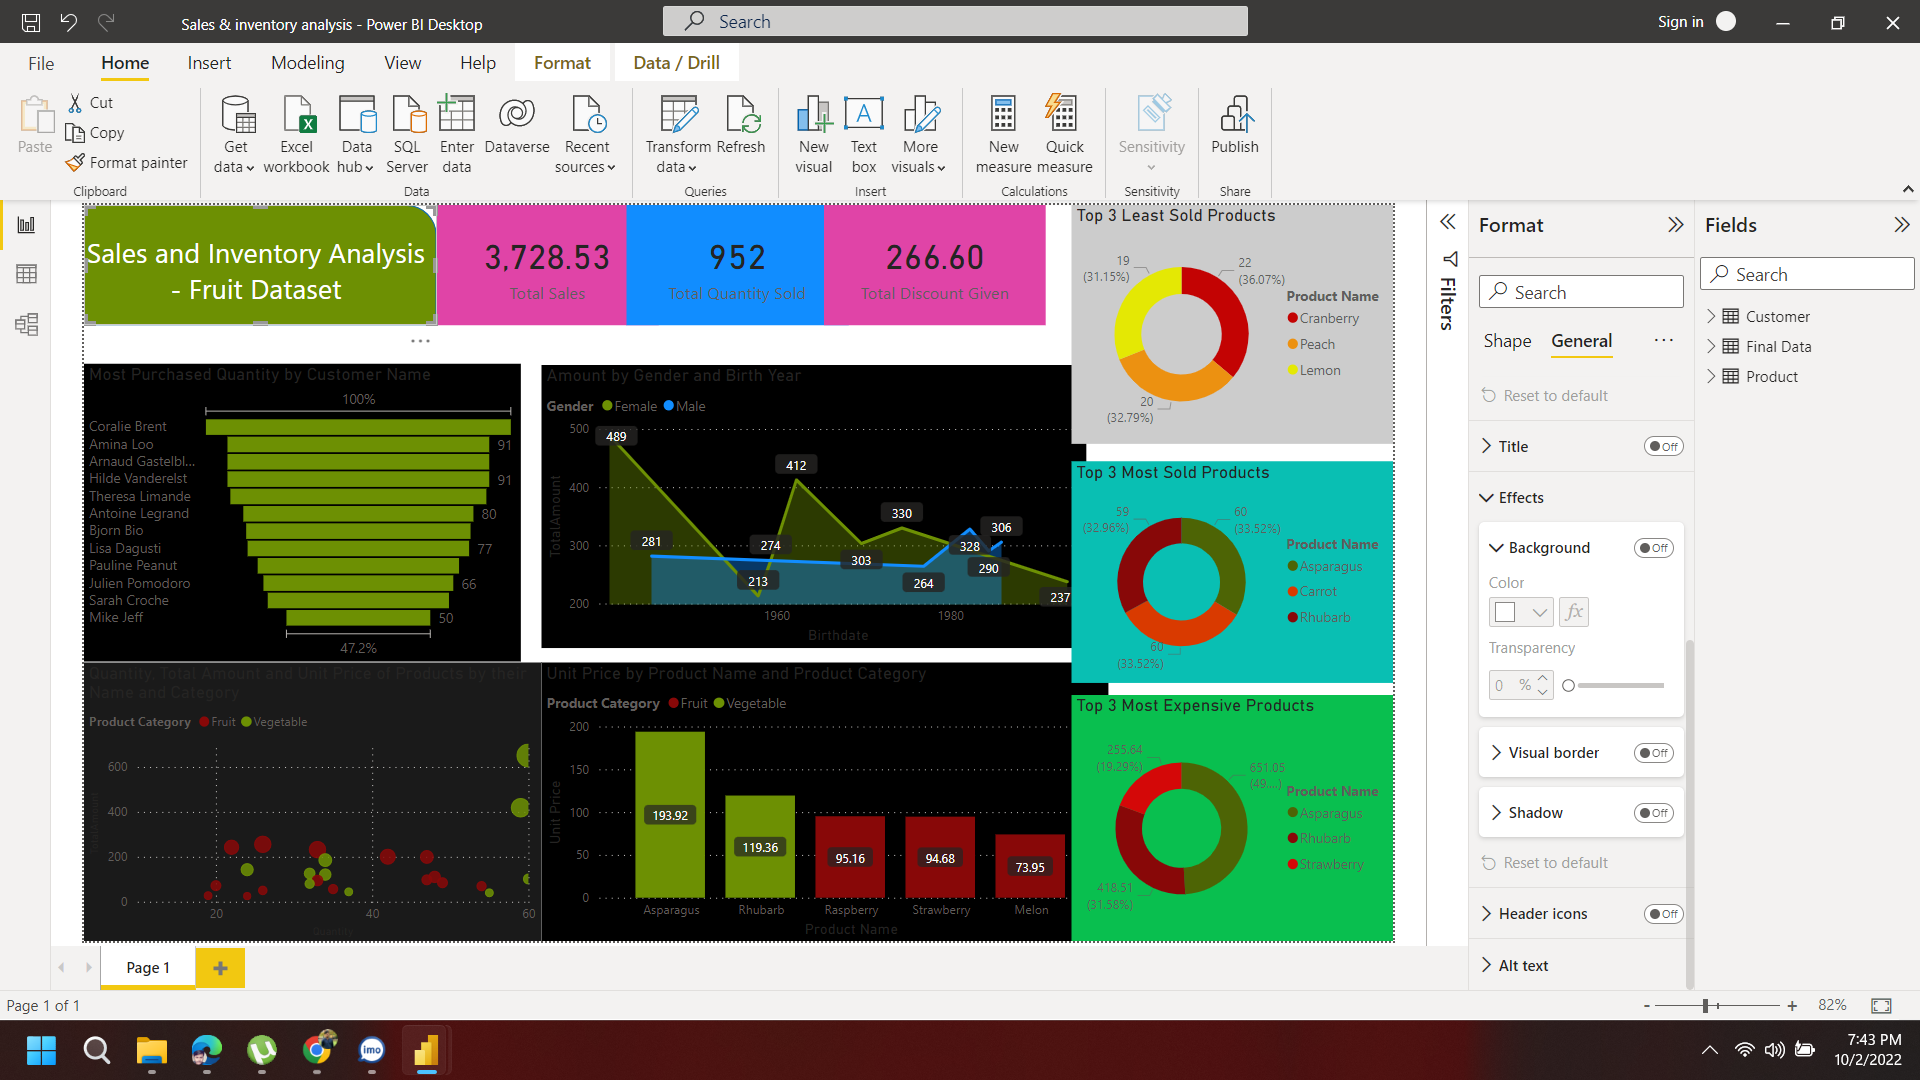 Sales & inventory analysis - Power BI Desktop
Search
Sign in
File
Home
Insert
Modeling
View
Help
Format
Data / Drill
Paste
Cut
Copy
Format painter
Clipboard
Get data
Excel workbook
Data hub
SQL Server
Enter data
Dataverse
Recent sources
Data
Transform data
Refresh
Queries
New visual
Text box
More visuals
Insert
New measure
Quick measure
Calculations
Sensitivity
Sensitivity
Publish
Share
Sales and Inventory Analysis
- Fruit Dataset
3,728.53
Total Sales
952
Total Quantity Sold
266.60
Total Discount Given
Top 3 Least Sold Products
19
(31.15%)
22
(36.07%)
20
(32.79%)
Product Name
Cranberry
Peach
Lemon
Most Purchased Quantity by Customer Name
100%
Coralie Brent
Amina Loo
91
Arnaud Gastelbl...
Hilde Vanderelst
91
Theresa Limande
Antoine Legrand
80
Bjorn Bio
Lisa Dagusti
77
Pauline Peanut
Julien Pomodoro
66
Sarah Croche
Mike Jeff
50
47.2%
Amount by Gender and Birth Year
Gender Female Male
TotalAmount
500
400
300
200
489
281
274
213
412
303
330
264
328
306
290
237
1960
1980
Birthdate
Top 3 Most Sold Products
59
(32.96%)
60
(33.52%)
60
(33.52%)
Product Name
Asparagus
Carrot
Rhubarb
Quantity, Total Amount and Unit Price of Products by their
Name and Category
Product Category Fruit Vegetable
600
400
200
0
20
40
60
Quantity
Unit Price by Product Name and Product Category
Product Category Fruit Vegetable
Unit Price
200
150
100
50
0
193.92
119.36
95.16
94.68
73.95
Asparagus
Rhubarb
Raspberry
Strawberry
Melon
Product Name
Top 3 Most Expensive Products
255.64
(19.29%)
651.05
(49....)
418.51
(31.58%)
Product Name
Asparagus
Rhubarb
Strawberry
Filters
Format
Search
Shape
General
Reset to default
Title
Off
Effects
Background
Off
Color
fx
Transparency
0 %
Visual border
Off
Shadow
Off
Reset to default
Header icons
Off
Alt text
Fields
Search
Customer
Final Data
Product
Page 1
Page 1 of 1
82%
imo
7:43 PM
10/2/2022